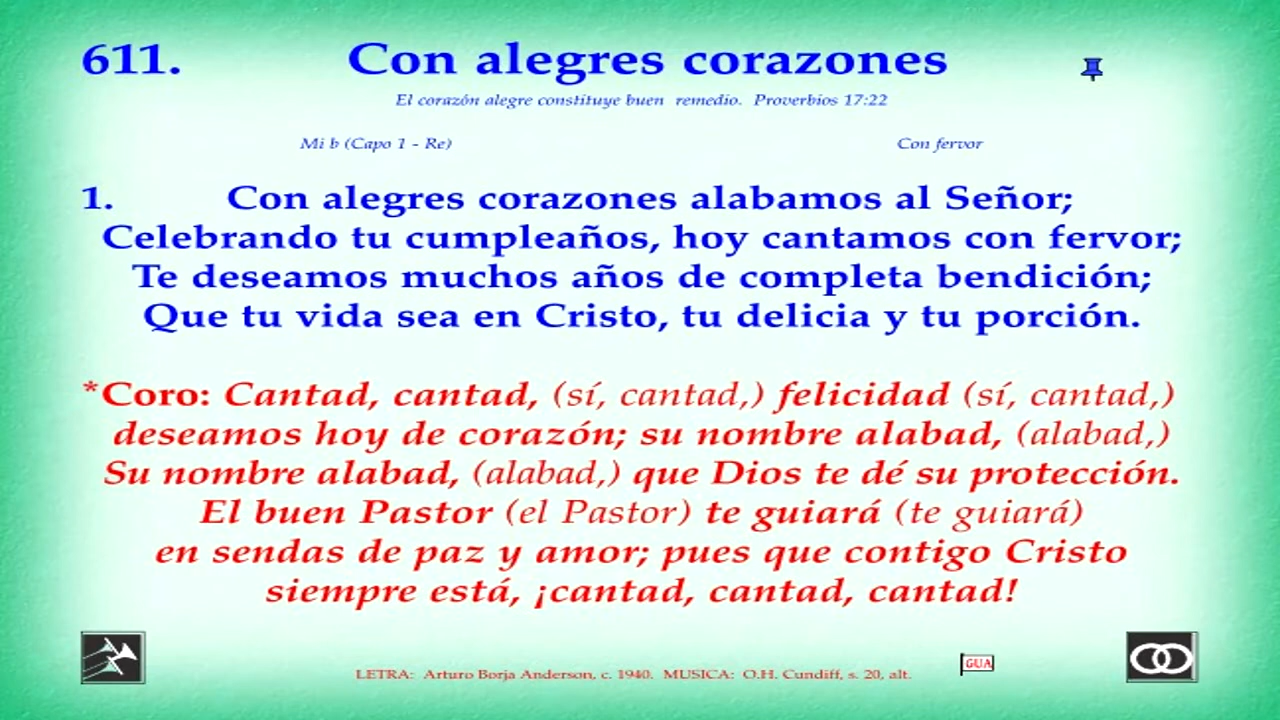 611. Con alegres corazones
El corazón alegre constituye buen remedio. Proverbios 17:22
Mi b (Capo 1 - Re) Con fervor
1. Con alegres corazones alabamos al Señor;
Celebrando tu cumpleaños, hoy cantamos con fervor;
Te deseamos muchos años de completa bendición;
Que tu vida sea en Cristo, tu delicia y tu porción.
*Coro: Cantad, cantad, (sí, cantad,) felicidad (sí, cantad,)
deseamos hoy de corazón; su nombre alabad, (alabad,)
Su nombre alabad, (alabad,) que Dios te dé su protección.
El buen Pastor (el Pastor) te guiará (te guiará)
en sendas de paz y amor; pues que contigo Cristo
siempre está, ¡cantad, cantad, cantad!
LETRA: Arturo Borja Anderson, c. 1940. MUSICA: O.H. Cundiff, s. 20, alt. GUA